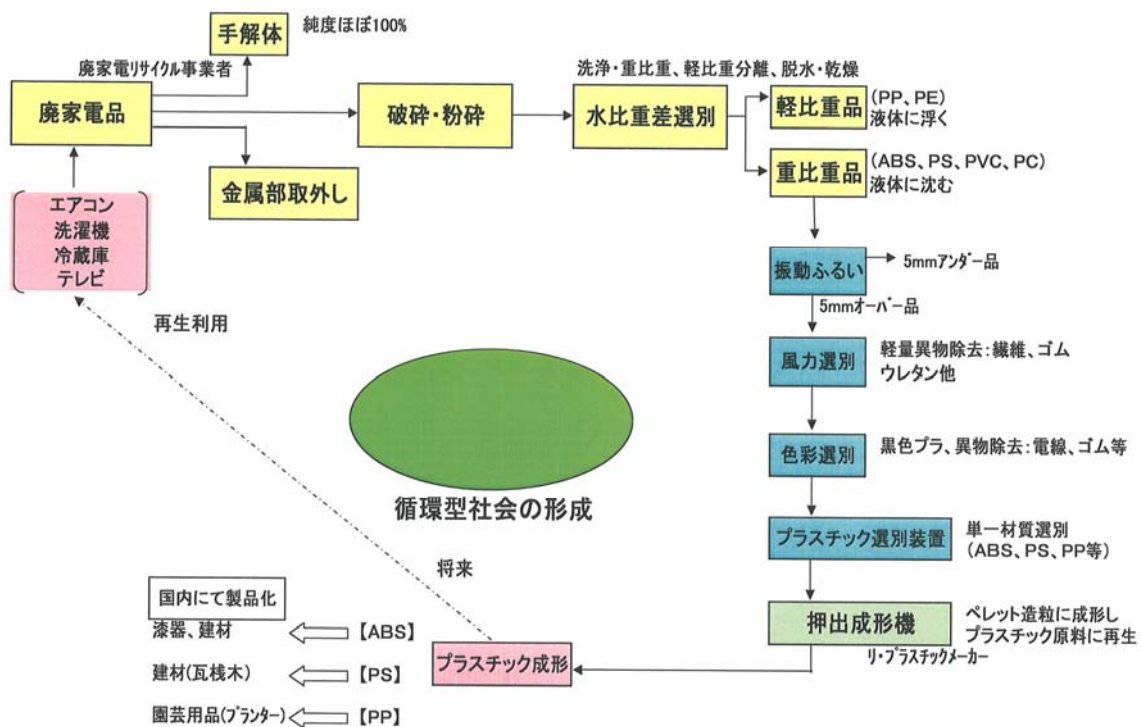 手解体
純度ほぼ100%
廃家電リサイクル事業者
廃家電品
破砕・粉砕
洗浄・重比重、軽比重分離、脱水・乾燥
水比重差選別
軽比重品
(PP、PE)
液体に浮く
重比重品
(ABS、PS、PVC、PC)
液体に沈む
金属部取外し
エアコン
洗濯機
冷蔵庫
テレビ
振動ふるい
5mmアンダー品
5mmオーバー品
再生利用
風力選別
軽量異物除去:繊維、ゴム
ウレタン他
色彩選別
黒色プラ、異物除去:電線、ゴム等
循環型社会の形成
プラスチック選別装置
単一材質選別
(ABS、PS、PP等)
将来
押出成形機
ペレット造粒に成形し
プラスチック原料に再生
リ・プラスチックメーカー
プラスチック成形
国内にて製品化
漆器、建材
【ABS】
建材(瓦桟木)
【PS】
園芸用品(プランター)
【PP】